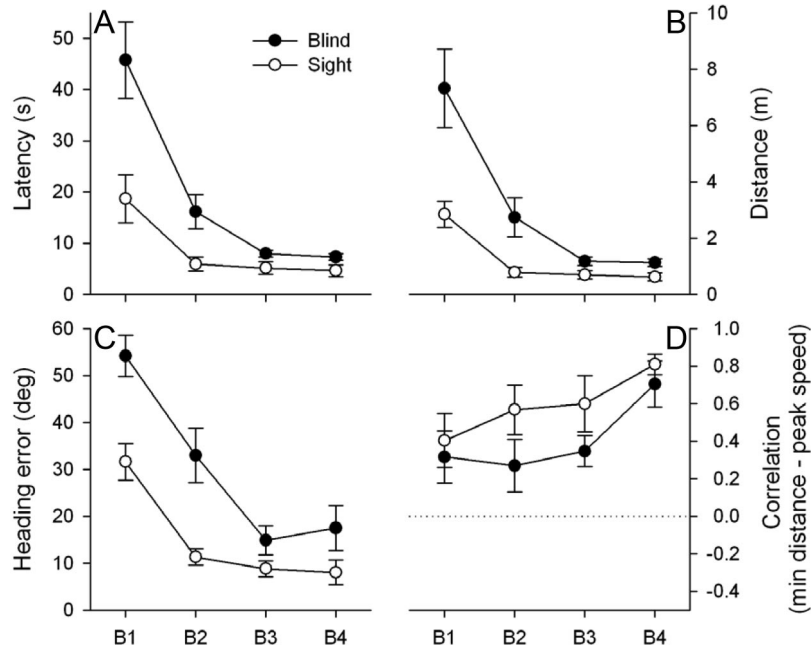 A
B
Blind
Sight
Latency (s)
50
40
30
20
10
0
10
8
6
4
2
0
Distance (m)
C
D
Heading error (deg)
60
50
40
30
20
10
0
1.0
0.8
0.6
0.4
0.2
0.0
-0.2
-0.4
Correlation
(min distance - peak speed)
B1 B2 B3 B4
B1 B2 B3 B4